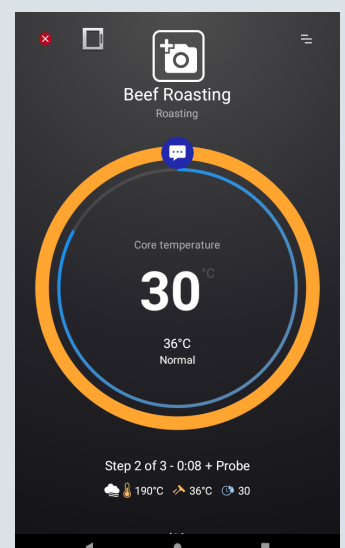 Beef Roasting
Roasting
Core temperature
30 °C
36°C
Normal
Step 2 of 3 - 0:08 + Probe
190°C 36°C 30